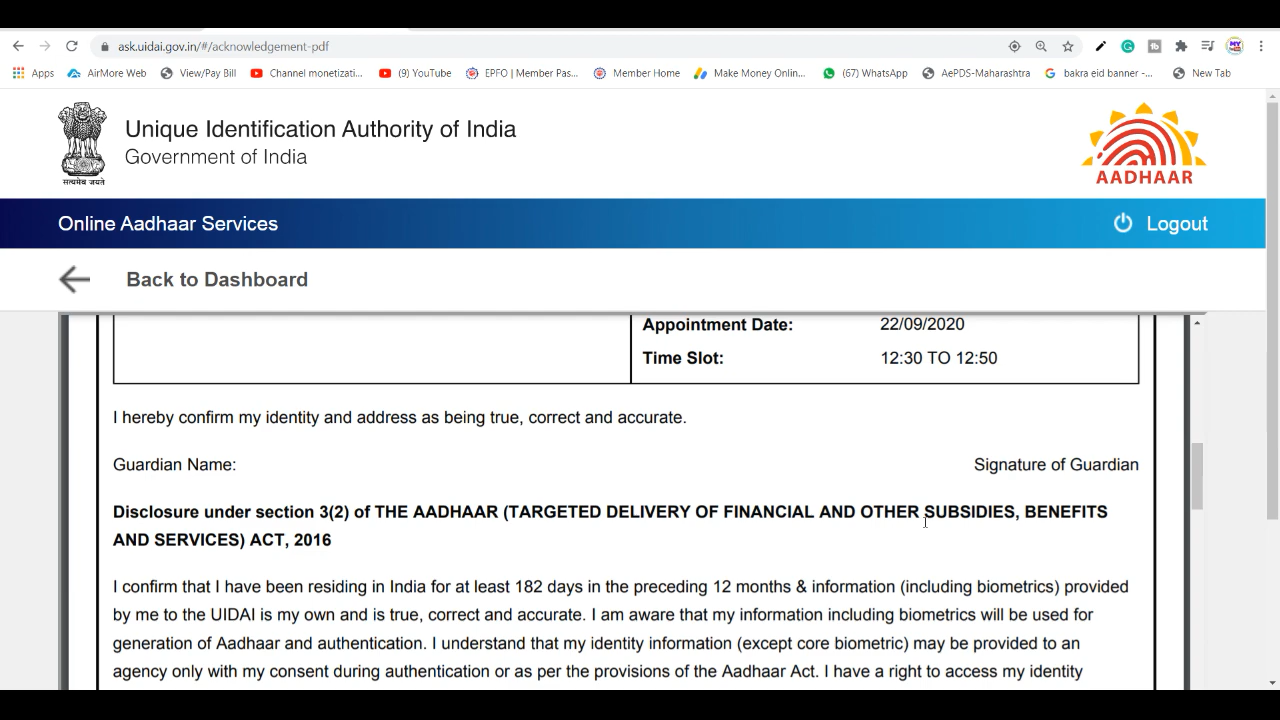 ask.uidai.gov.in/#/acknowledgement-pdf
Apps AirMore Web View/Pay Bill Channel monetizati... (9) YouTube EPFO | Member Pas... Member Home Make Money Onlin... (67) WhatsApp AePDS-Maharashtra bakra eid banner -... New Tab
Unique Identification Authority of India
Government of India
सत्यमेव जयते
AADHAAR
Online Aadhaar Services
Logout
Back to Dashboard
Appointment Date: 22/09/2020
Time Slot: 12:30 TO 12:50
I hereby confirm my identity and address as being true, correct and accurate.
Guardian Name: Signature of Guardian
Disclosure under section 3(2) of THE AADHAAR (TARGETED DELIVERY OF FINANCIAL AND OTHER SUBSIDIES, BENEFITS
AND SERVICES) ACT, 2016
I confirm that I have been residing in India for at least 182 days in the preceding 12 months & information (including biometrics) provided
by me to the UIDAI is my own and is true, correct and accurate. I am aware that my information including biometrics will be used for
generation of Aadhaar and authentication. I understand that my identity information (except core biometric) may be provided to an
agency only with my consent during authentication or as per the provisions of the Aadhaar Act. I have a right to access my identity